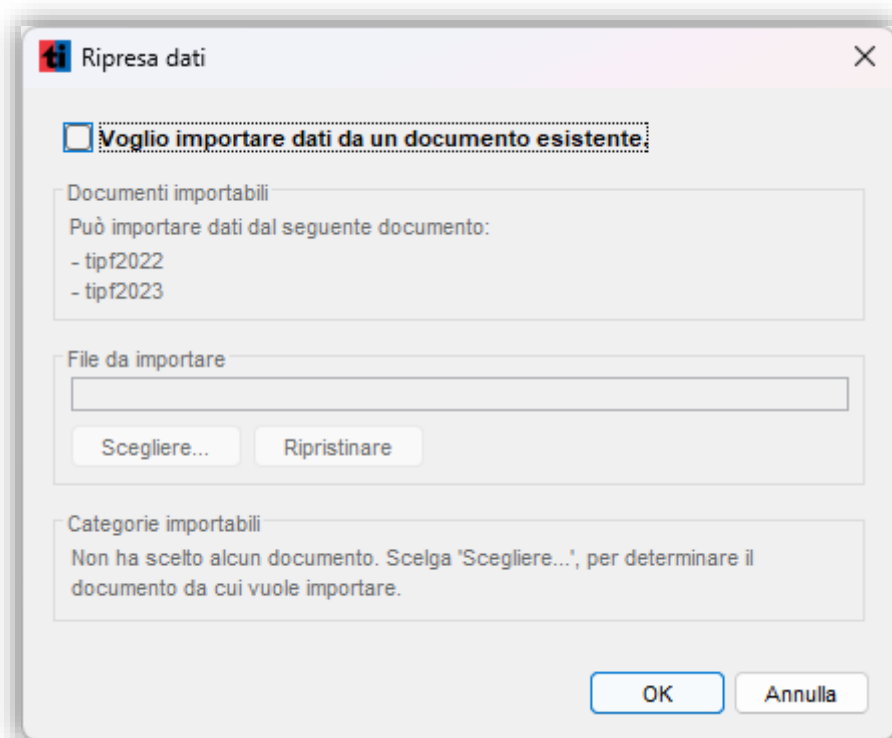 ti Ripresa dati
Voglio importare dati da un documento esistente.
Documenti importabili
Può importare dati dal seguente documento:
- tipf2022
- tipf2023
File da importare
Scegliere... Ripristinare
Categorie importabili
Non ha scelto alcun documento. Scelga 'Scegliere...', per determinare il
documento da cui vuole importare.
OK Annulla